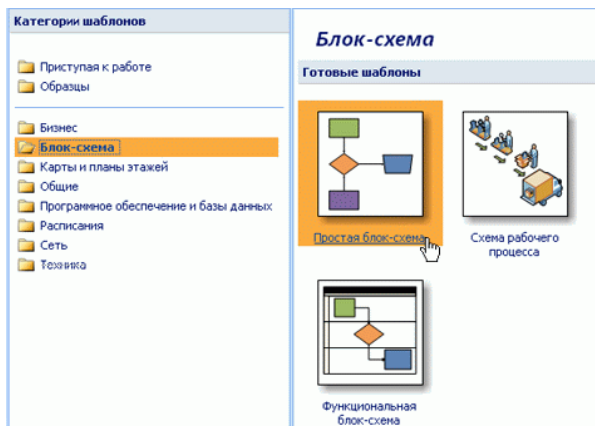 Категории шаблонов
Приступая к работе
Образцы
Бизнес
Блок-схема
Карты и планы этажей
Общие
Программное обеспечение и базы данных
Расписания
Сеть
Техника
Блок-схема
Готовые шаблоны
Простая блок-схема
Схема рабочего
процесса
Функциональная
блок-схема